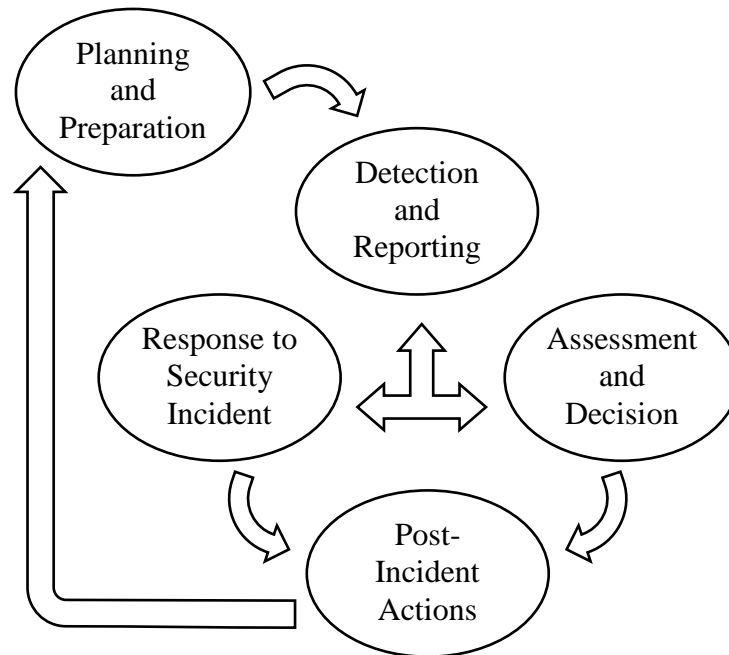 Planning
and
Preparation
Detection
and
Reporting
Response to
Security
Incident
Assessment
and
Decision
Post-
Incident
Actions